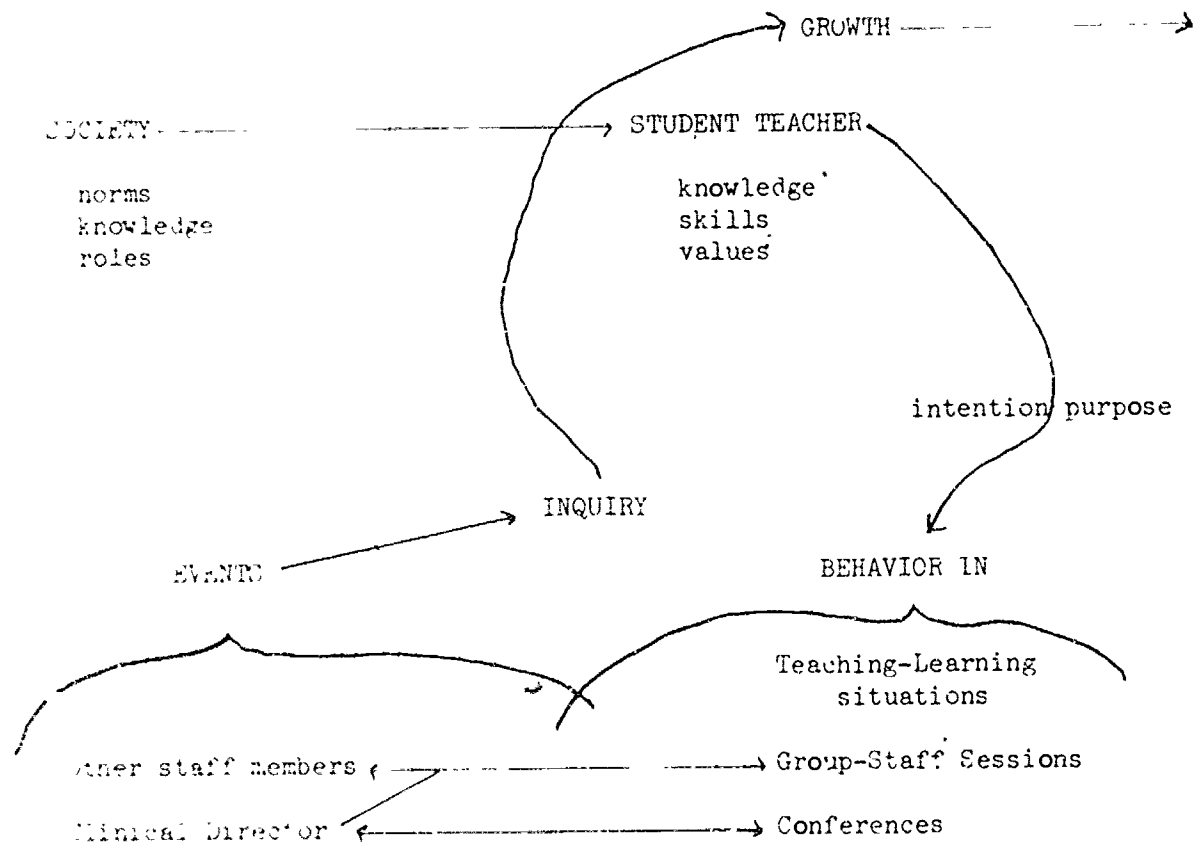 GROWTH
SOCIETY
STUDENT TEACHER
norms
knowledge
roles
knowledge
skills
values
intention purpose
INQUIRY
EVENTS
BEHAVIOR IN
Teaching-Learning
situations
Other staff members
Group-Staff Sessions
Clinical Director
Conferences